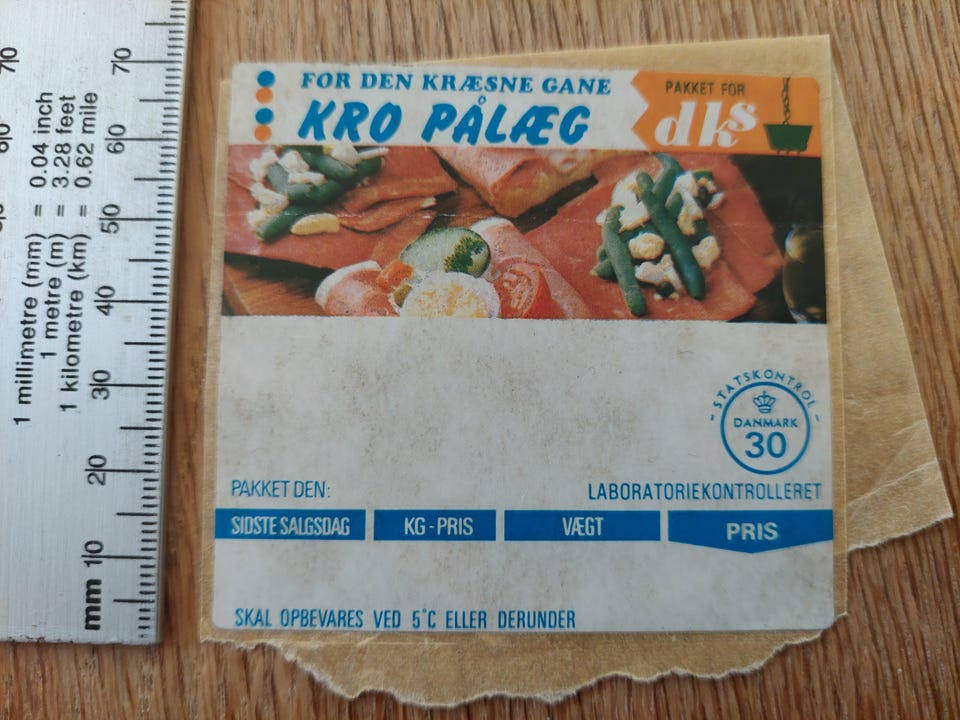 FOR DEN KRÆSNE GANE
KRO PÅLÆG
PAKKET FOR
dks
STATSKONTROL
DANMARK
30
PAKKET DEN:
LABORATORIEKONTROLLERET
SIDSTE SALGSDAG KG-PRIS VÆGT PRIS
SKAL OPBEVARES VED 5°C ELLER DERUNDER
1 millimetre (mm) = 0.04 inch
1 metre (m) = 3.28 feet
1 kilometre (km) = 0.62 mile
mm 10 20 30 40 50 60 70